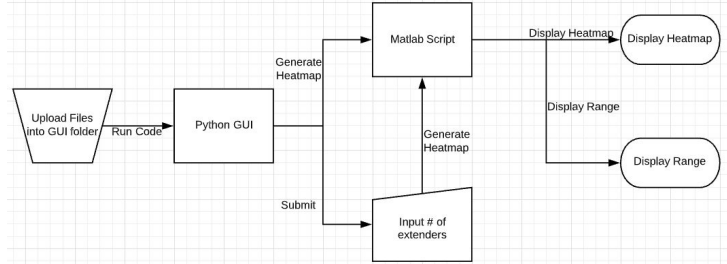 Upload Files
into GUI folder
Run Code
Python GUI
Generate
Heatmap
Submit
Matlab Script
Generate
Heatmap
Input # of
extenders
Display Heatmap
Display Range
Display Heatmap
Display Range